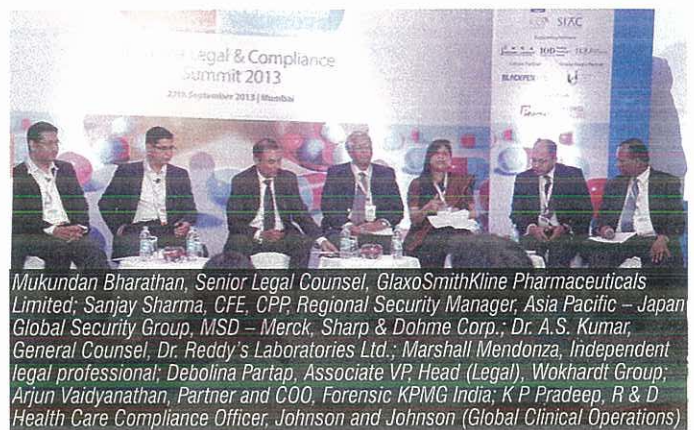 SIAC
egal & Compliance
Summit 2013
27th September 2013 | Mumbai
IOD
Mukundan Bharathan, Senior Legal Counsel, GlaxoSmithKline Pharmaceuticals
Limited; Sanjay Sharma, CFE, CPP, Regional Security Manager, Asia Pacific – Japan
Global Security Group, MSD – Merck, Sharp & Dohme Corp.; Dr. A.S. Kumar,
General Counsel, Dr. Reddy's Laboratories Ltd.; Marshall Mendonza, Independent
legal professional; Debolina Partap, Associate VP, Head (Legal), Wokhardt Group;
Arjun Vaidyanathan, Partner and COO, Forensic KPMG India; K P Pradeep, R & D
Health Care Compliance Officer, Johnson and Johnson (Global Clinical Operations)